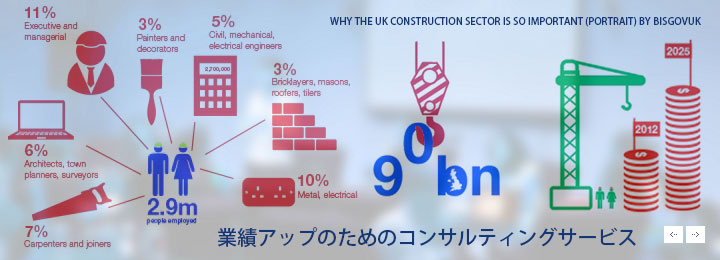 WHY THE UK CONSTRUCTION SECTOR IS SO IMPORTANT (PORTRAIT) BY BISGOVUK
11%
Executive and
managerial
3%
Painters and
decorators
5%
Civil, mechanical,
electrical engineers
2,700,000
3%
Bricklayers, masons,
roofers, tilers
6%
Architects, town
planners, surveyors
10%
Metal, electrical
7%
Carpenters and joiners
2.9m
people employed
90bn
2025
2012
業績アップのためのコンサルティングサービス